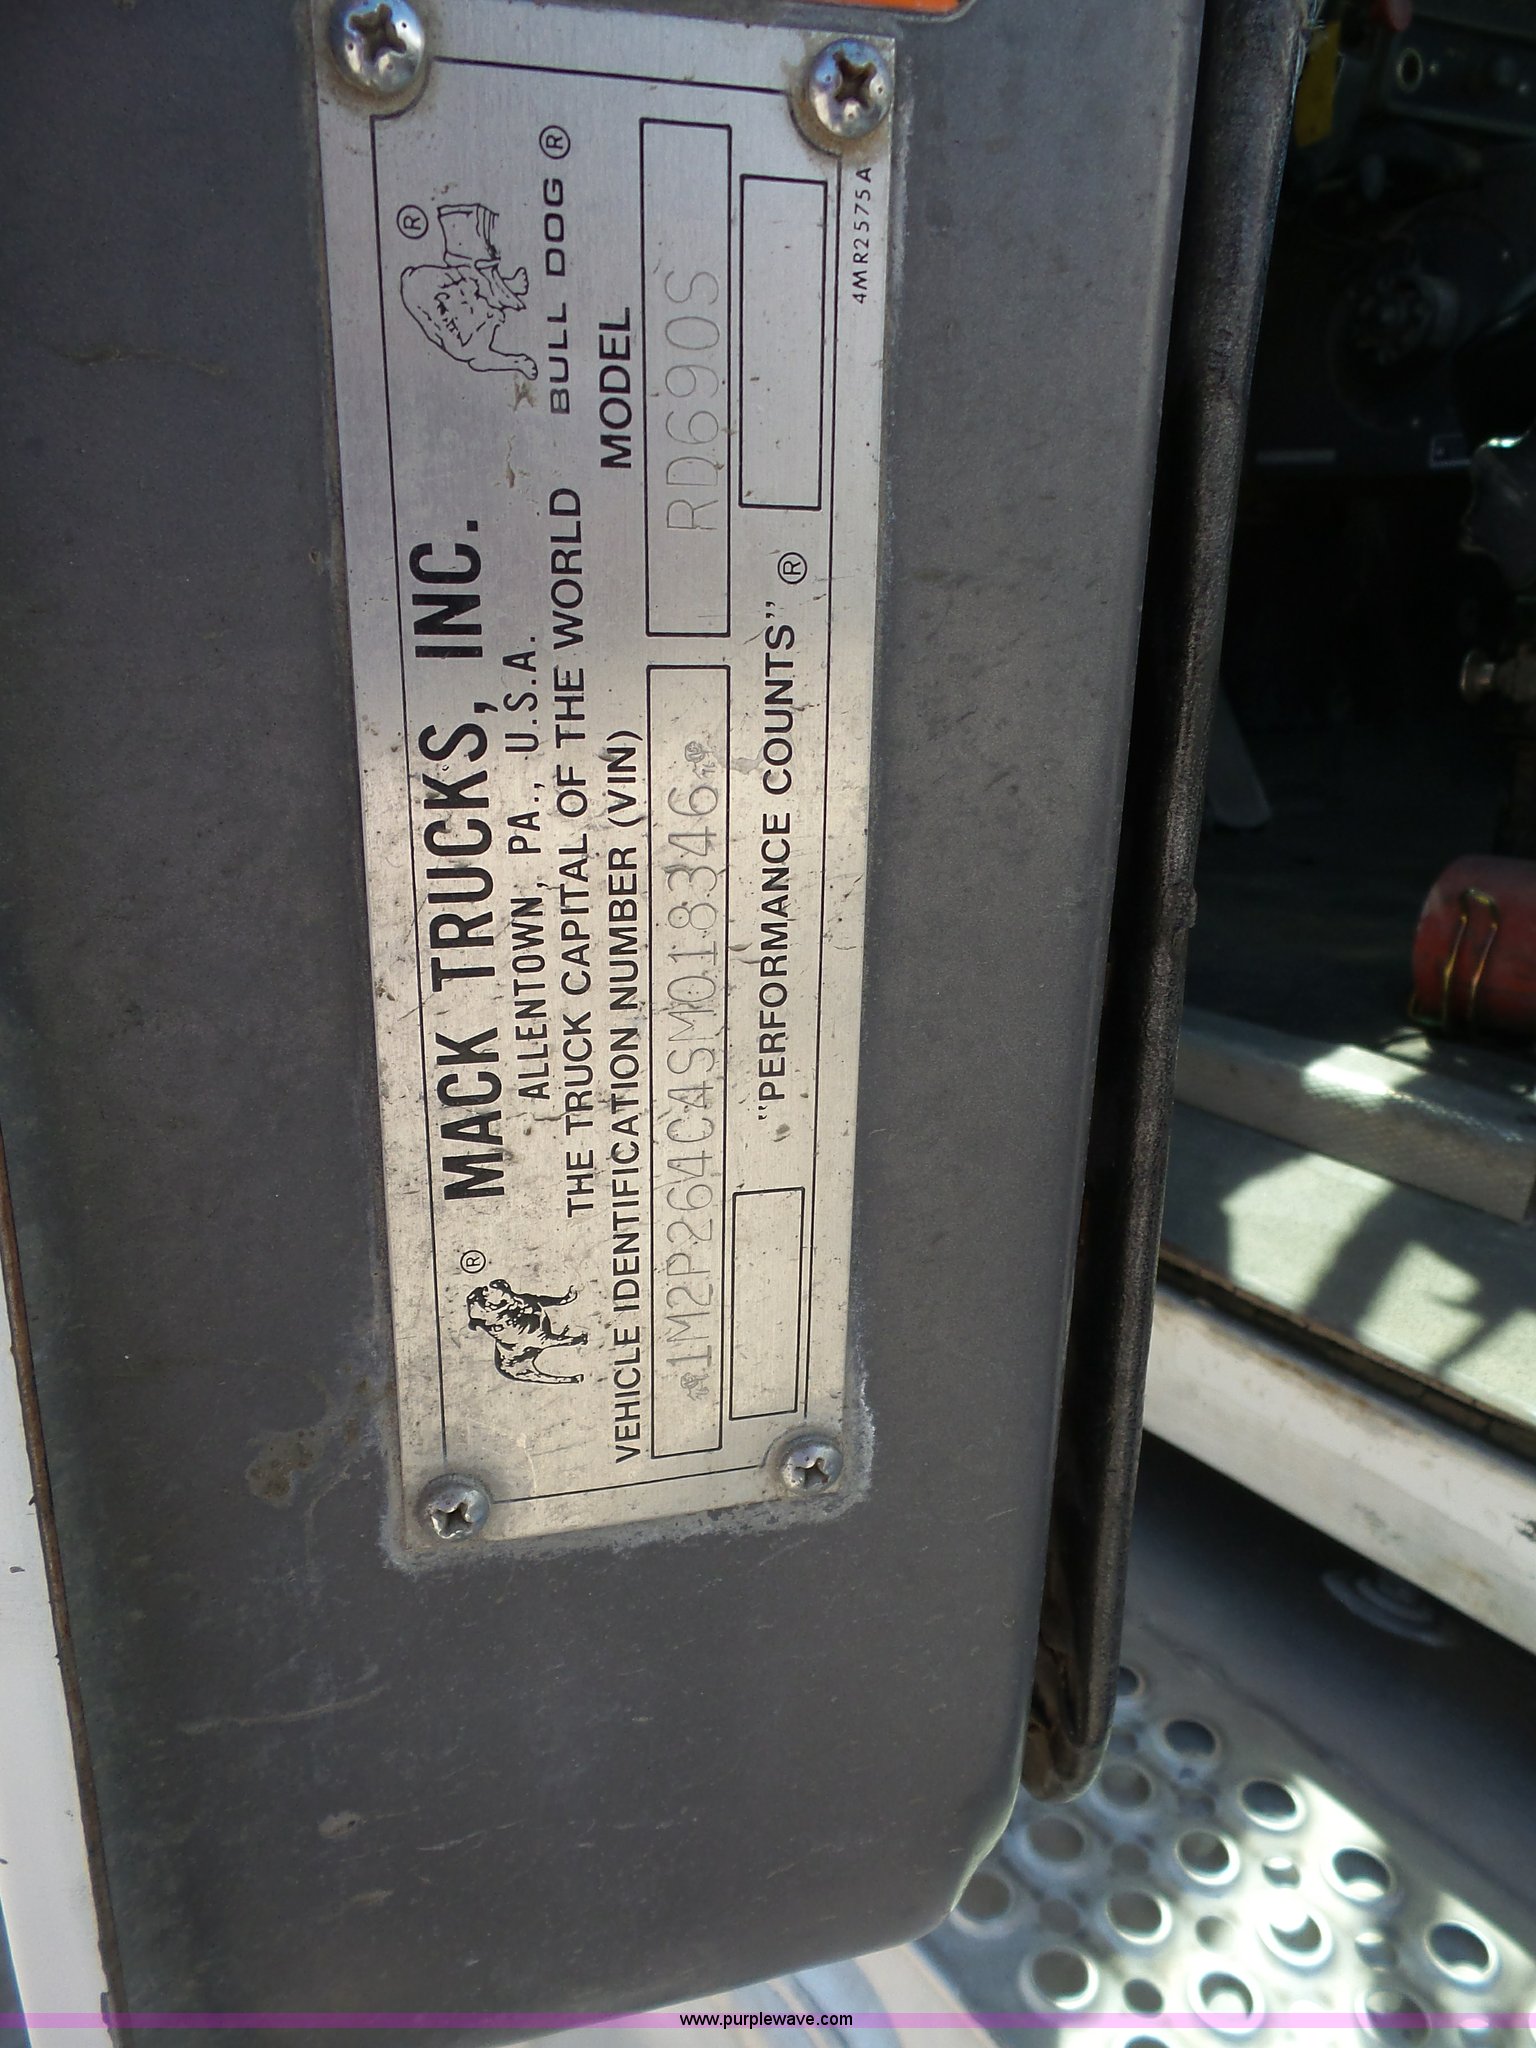 MACK TRUCKS, INC.
®
®
ALLENTOWN, PA., U.S.A.
THE TRUCK CAPITAL OF THE WORLD
BULL DOG ®
VEHICLE IDENTIFICATION NUMBER (VIN)
MODEL
1M2P264C4SM018346
RD690S
"PERFORMANCE COUNTS" ®
4MR2575A
www.purplewave.com